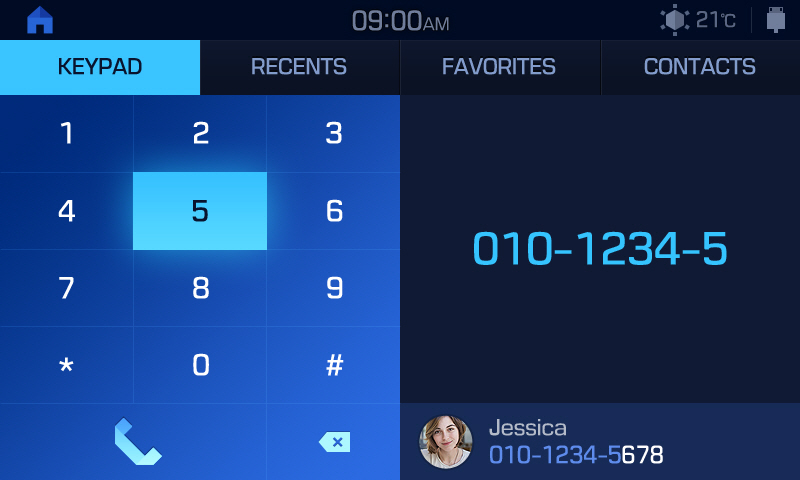 09:00AM
21°C
KEYPAD RECENTS FAVORITES CONTACTS
1 2 3
4 5 6
7 8 9
* 0 #
010-1234-5
Jessica
010-1234-5678